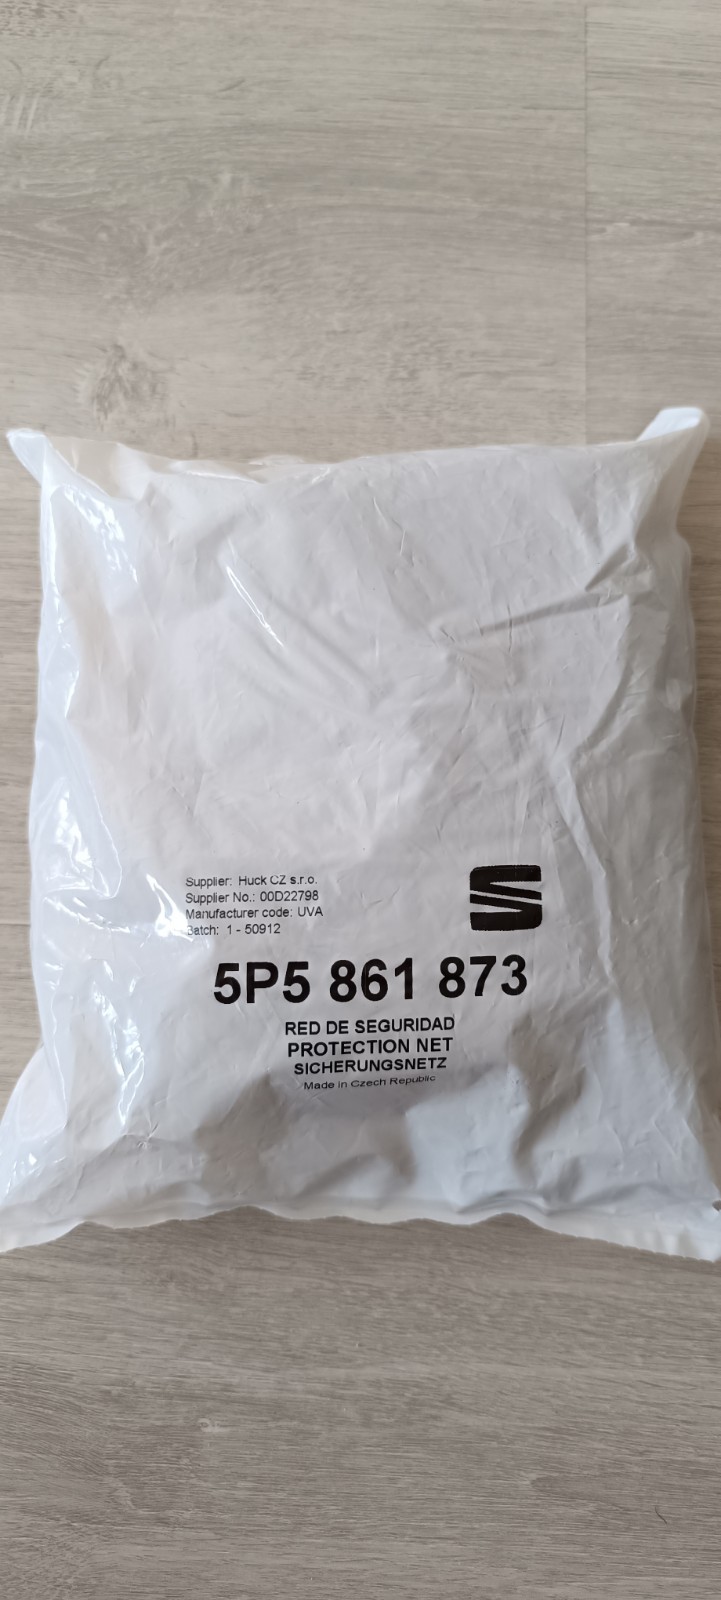 Supplier: Huck CZ s.r.o.
Supplier No.: 00D22798
Manufacturer code: UVA
Batch: 1 - 50912
5P5 861 873
RED DE SEGURIDAD
PROTECTION NET
SICHERUNGSNETZ
Made in Czech Republic